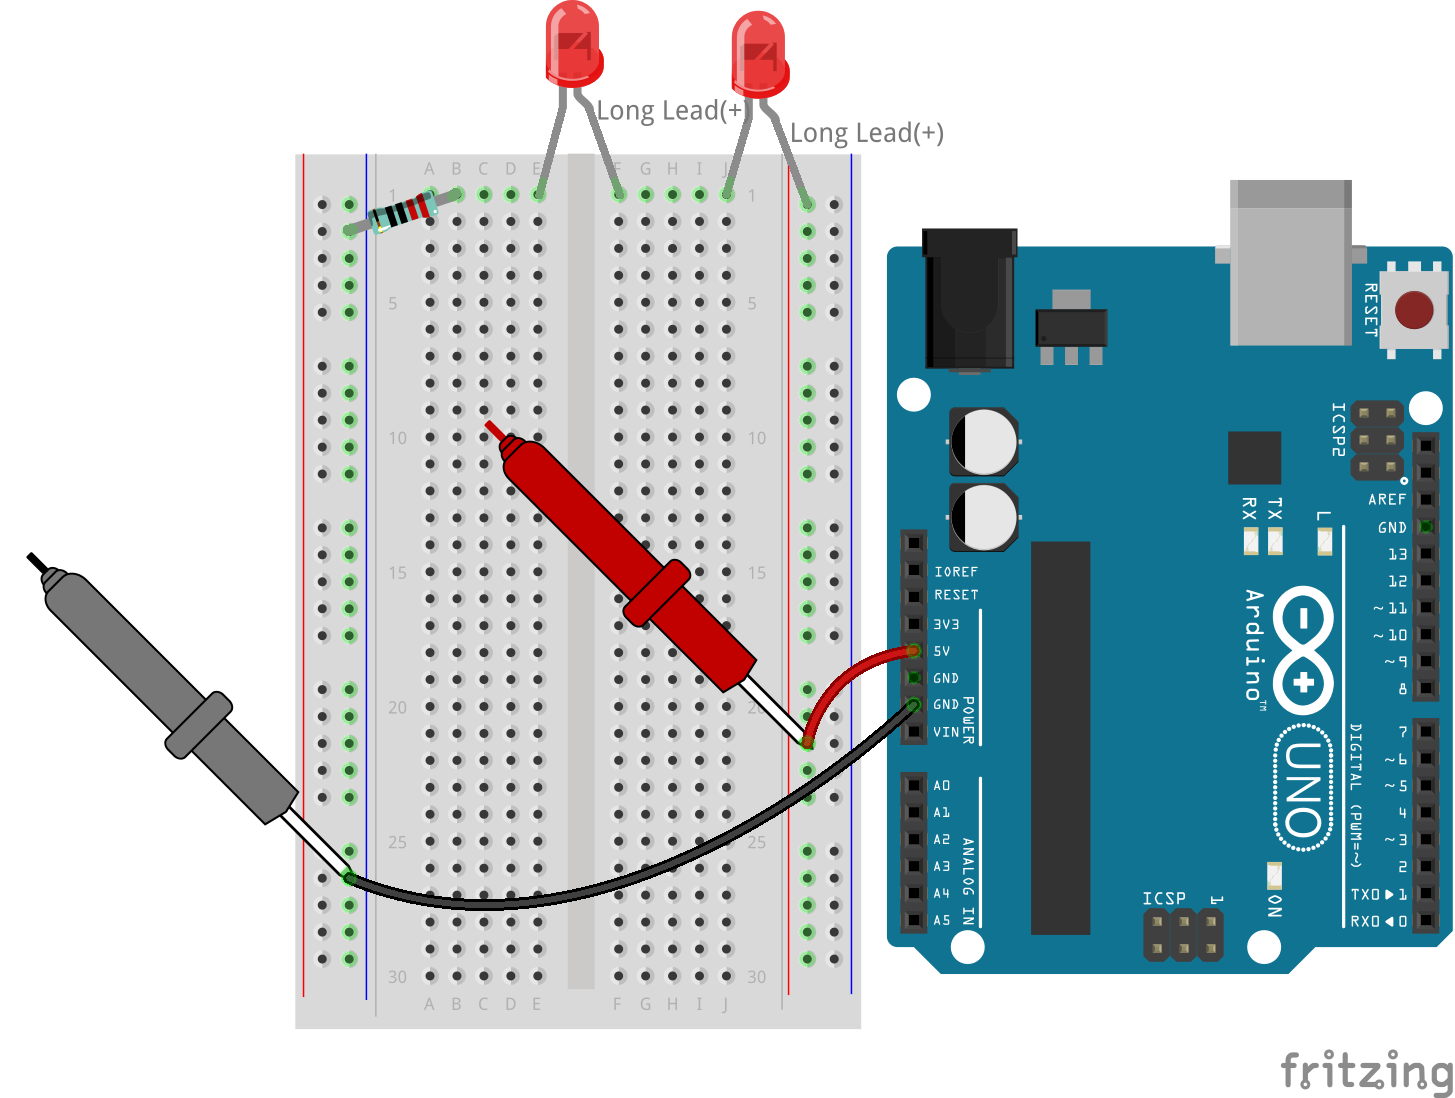 Long Lead(+)
Long Lead(+)
A B C D E F G H I J
1 1
5 5
10 10
15 15
20 20
25 25
30 30
A B C D E F G H I J
RESET
ICSP2
AREF
GND
RX
TX
L
13
12
~11
~10
~9
8
7
~6
~5
4
~3
2
TX0▶1
RX0◀0
DIGITAL (PWM=~)
IOREF
RESET
3V3
5V
GND
GND
VIN
POWER
A0
A1
A2
A3
A4
A5
ANALOG IN
Arduino™
UNO
ICSP
1
ON
fritzing